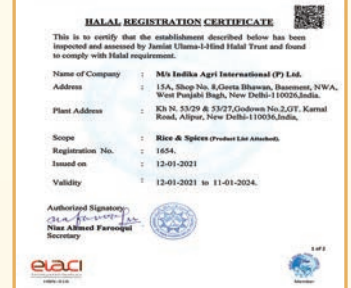 HALAL REGISTRATION CERTIFICATE
This is to certify that the establishment described below has been
inspected and assessed by Jamiat Ulama-I-Hind Halal Trust and found
to comply with Halal requirement.
Name of Company : M/s Indika Agri International (P) Ltd.
Address : 15A, Shop No. 8,Geeta Bhawan, Basement, NWA,
West Punjabi Bagh, New Delhi-110026,India.
Plant Address : Kh N. 53/29 & 53/27,Godown No.2,GT. Karnal
Road, Alipur, New Delhi-110036,India,
Scope : Rice & Spices (Product List Attached).
Registration No. : 1654.
Issued on : 12-01-2021
Validity : 12-01-2021 to 11-01-2024.
Authorized Signatory
Niaz Ahmed Farooqui
Secretary
1 of 2
eiaci
Member